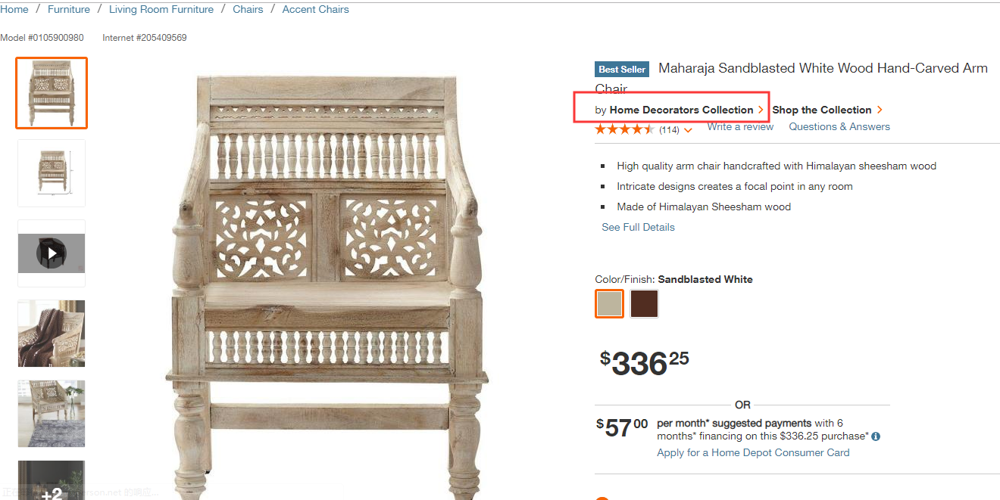 Home / Furniture / Living Room Furniture / Chairs / Accent Chairs
Model #0105900980 Internet #205409569
Best Seller Maharaja Sandblasted White Wood Hand-Carved Arm
Chair
by Home Decorators Collection > Shop the Collection >
(114) Write a review Questions & Answers
High quality arm chair handcrafted with Himalayan sheesham wood
Intricate designs creates a focal point in any room
Made of Himalayan Sheesham wood
See Full Details
Color/Finish: Sandblasted White
$336 25
OR
$57 00 per month* suggested payments with 6
months* financing on this $336.25 purchase*
Apply for a Home Depot Consumer Card
+2